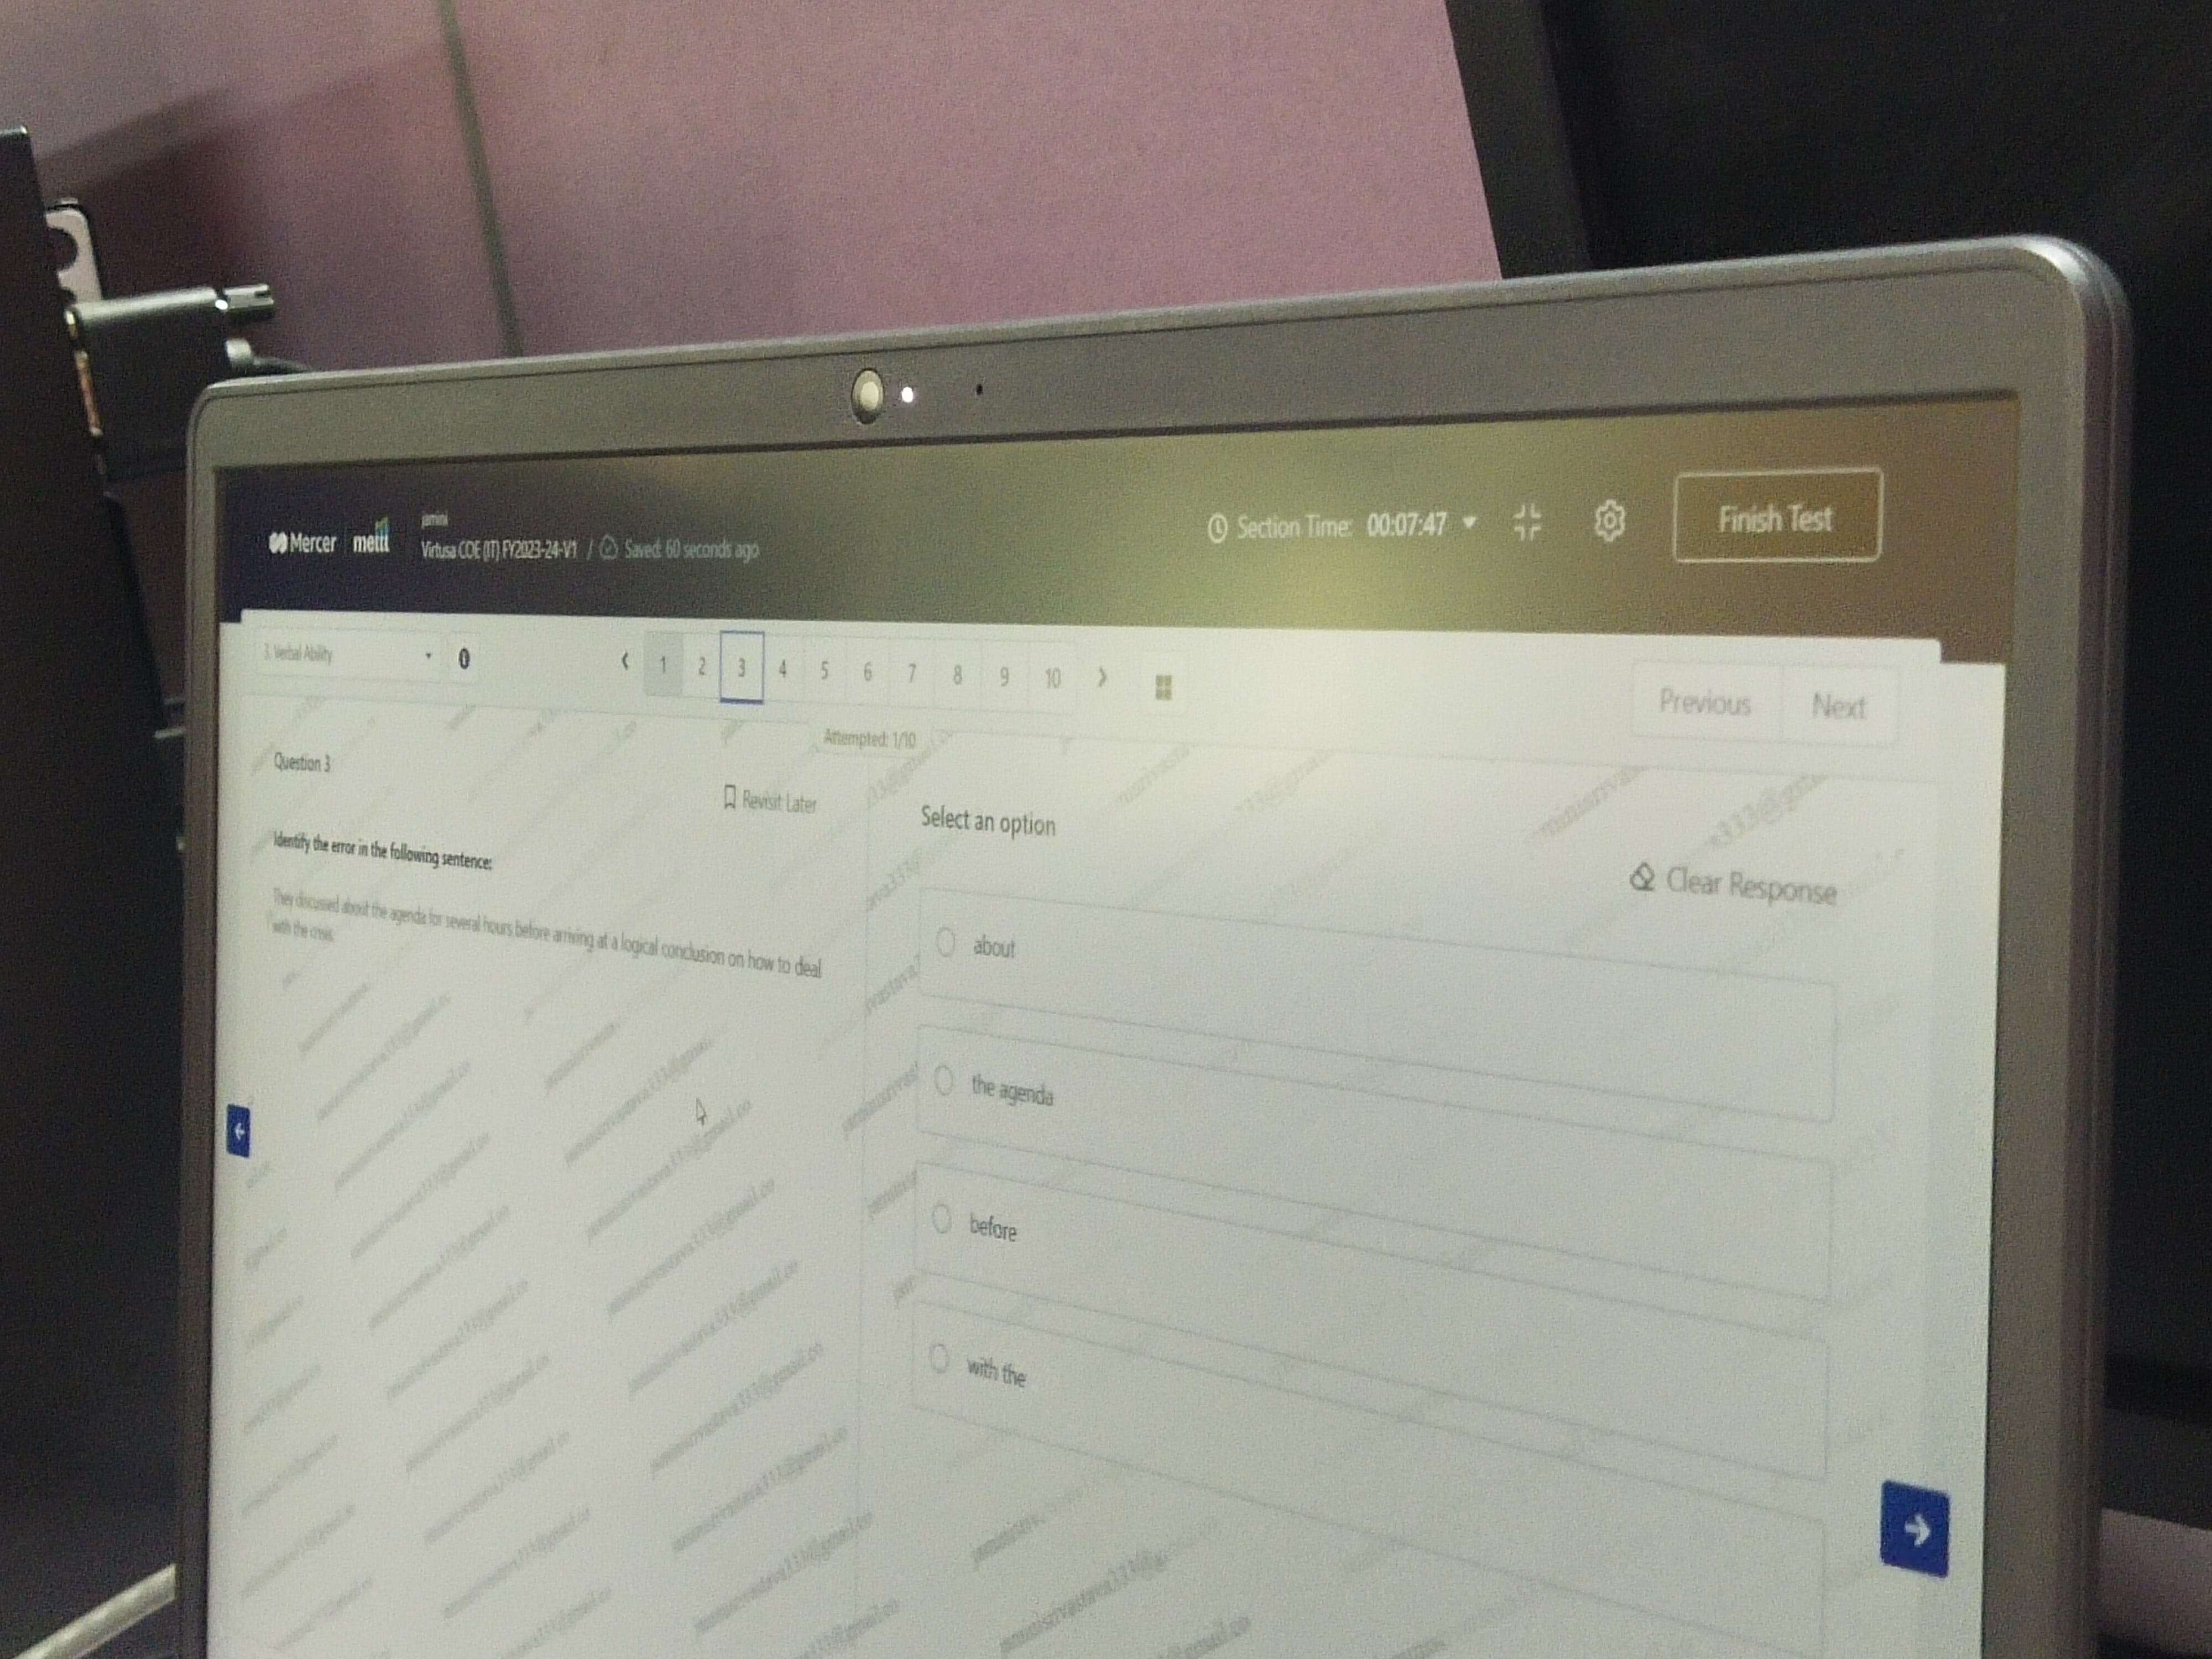 Mercer mettl
jamini
Virtusa COE (IT) FY2023-24-V1 / Saved: 60 seconds ago
Section Time: 00:07:47
Finish Test
3. Verbal Ability
1 2 3 4 5 6 7 8 9 10
Previous Next
Attempted: 1/10
Question 3
Revisit Later
Identify the error in the following sentence:
They discussed about the agenda for several hours before arriving at a logical conclusion on how to deal
with the crisis.
Select an option
Clear Response
about
the agenda
before
with the